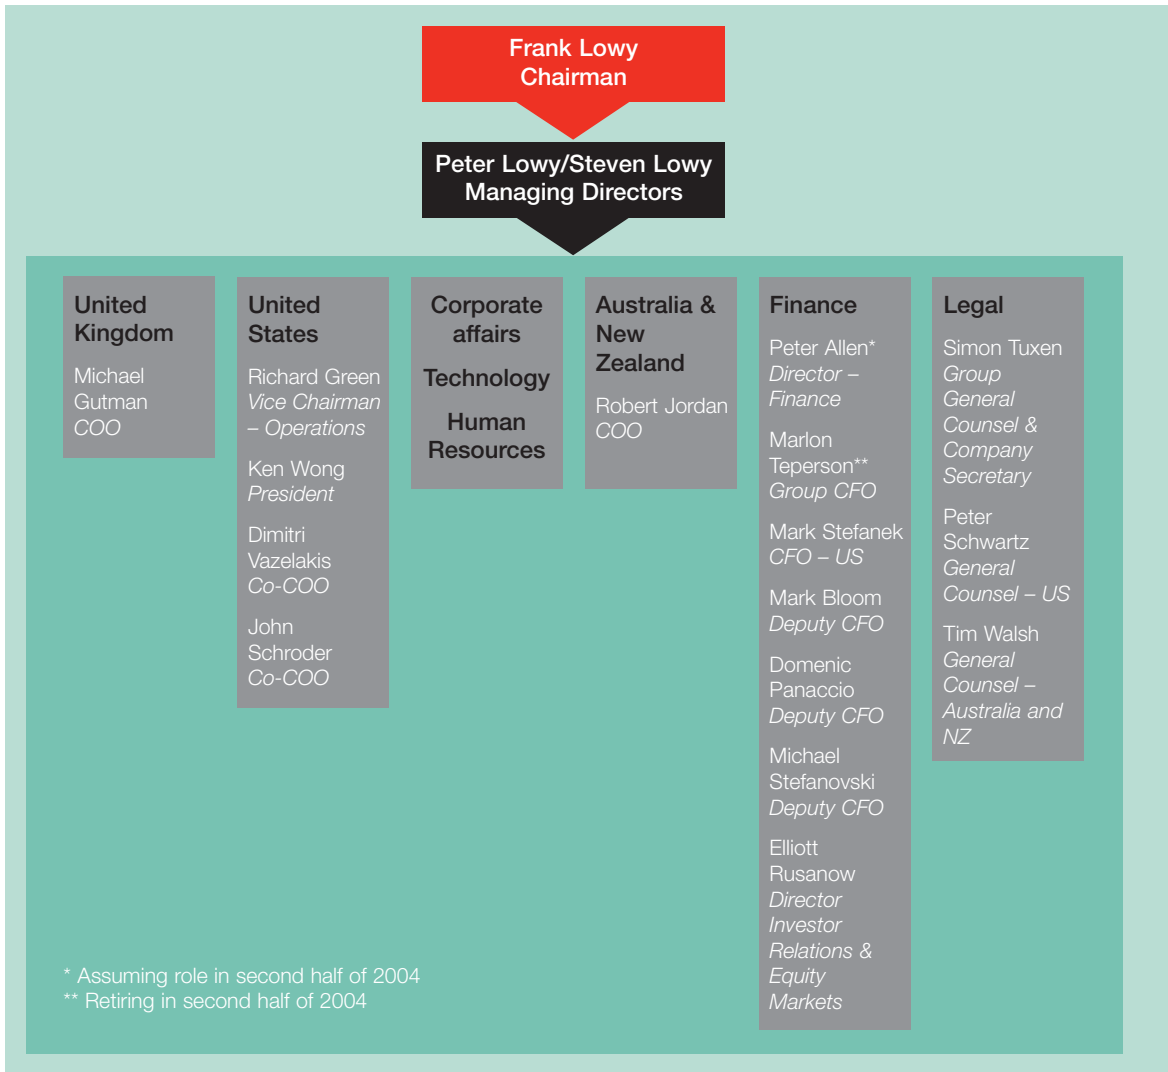 Frank Lowy
Chairman
Peter Lowy/Steven Lowy
Managing Directors
United
Kingdom
Michael
Gutman
COO
United
States
Richard Green
Vice Chairman
– Operations
Ken Wong
President
Dimitri
Vazelakis
Co-COO
John
Schroder
Co-COO
Corporate
affairs
Technology
Human
Resources
Australia &
New
Zealand
Robert Jordan
COO
Finance
Peter Allen*
Director –
Finance
Marlon
Teperson**
Group CFO
Mark Stefanek
CFO – US
Mark Bloom
Deputy CFO
Domenic
Panaccio
Deputy CFO
Michael
Stefanovski
Deputy CFO
Elliott
Rusanow
Director
Investor
Relations &
Equity
Markets
Legal
Simon Tuxen
Group
General
Counsel &
Company
Secretary
Peter
Schwartz
General
Counsel – US
Tim Walsh
General
Counsel –
Australia and
NZ
* Assuming role in second half of 2004
** Retiring in second half of 2004